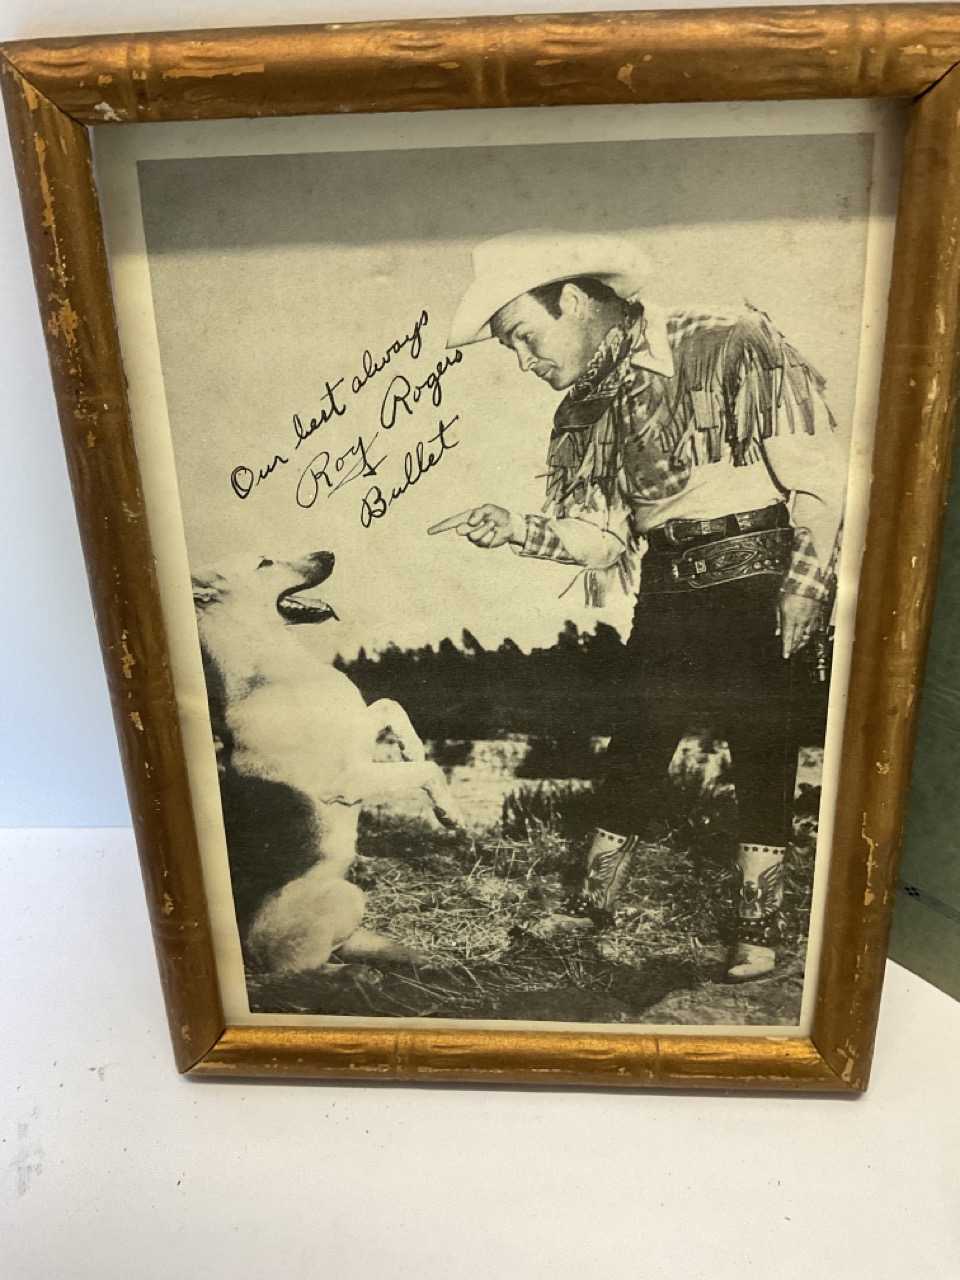 Our best always
Roy Rogers
+
Bullet